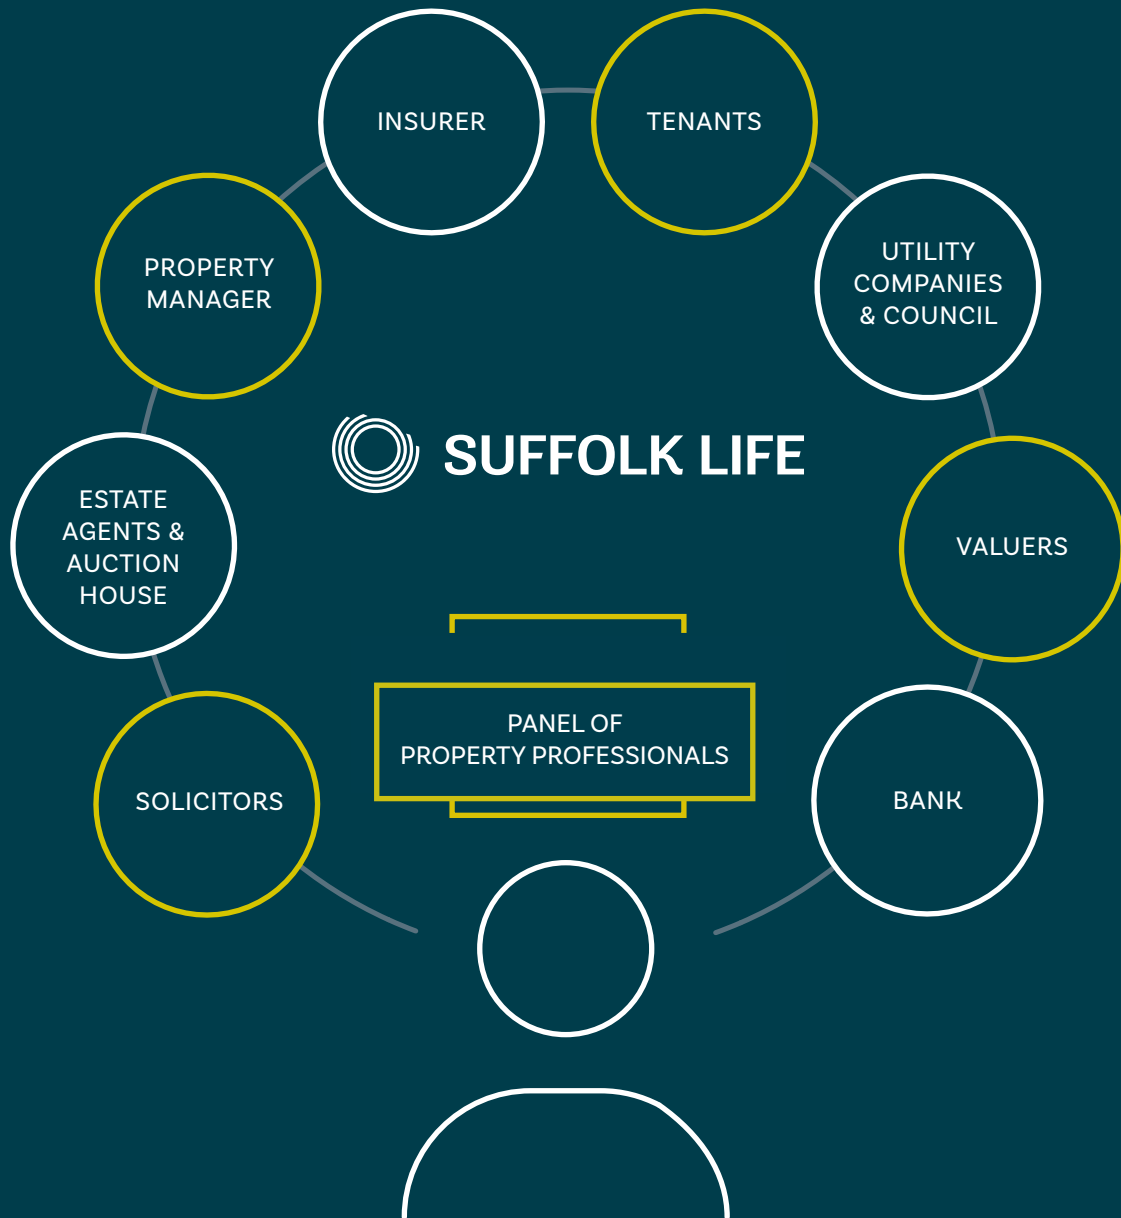 INSURER
TENANTS
PROPERTY
MANAGER
UTILITY
COMPANIES
& COUNCIL
SUFFOLK LIFE
ESTATE
AGENTS &
AUCTION
HOUSE
VALUERS
PANEL OF
PROPERTY PROFESSIONALS
SOLICITORS
BANK